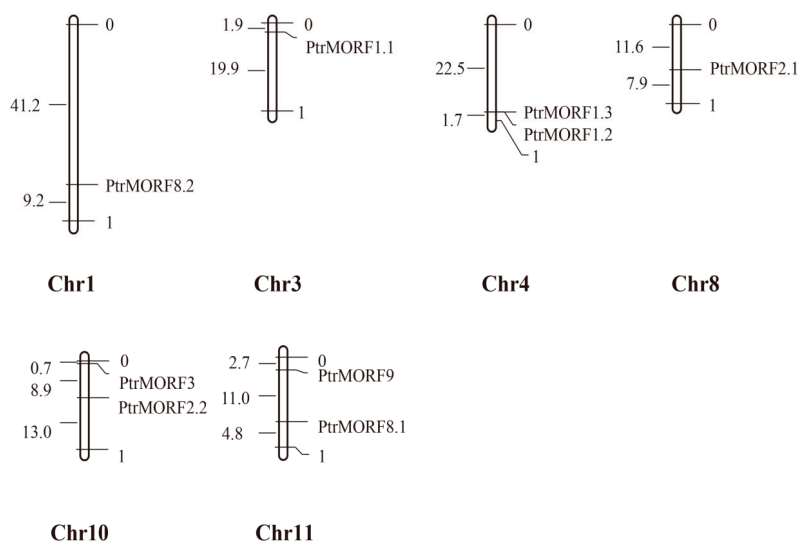 0
41.2
PtrMORF8.2
9.2
1
Chr1
0
1.9
PtrMORF1.1
19.9
1
Chr3
0
22.5
PtrMORF1.3
1.7
PtrMORF1.2
1
Chr4
0
11.6
PtrMORF2.1
7.9
1
Chr8
0
0.7
PtrMORF3
8.9
PtrMORF2.2
13.0
1
Chr10
0
2.7
PtrMORF9
11.0
PtrMORF8.1
4.8
1
Chr11